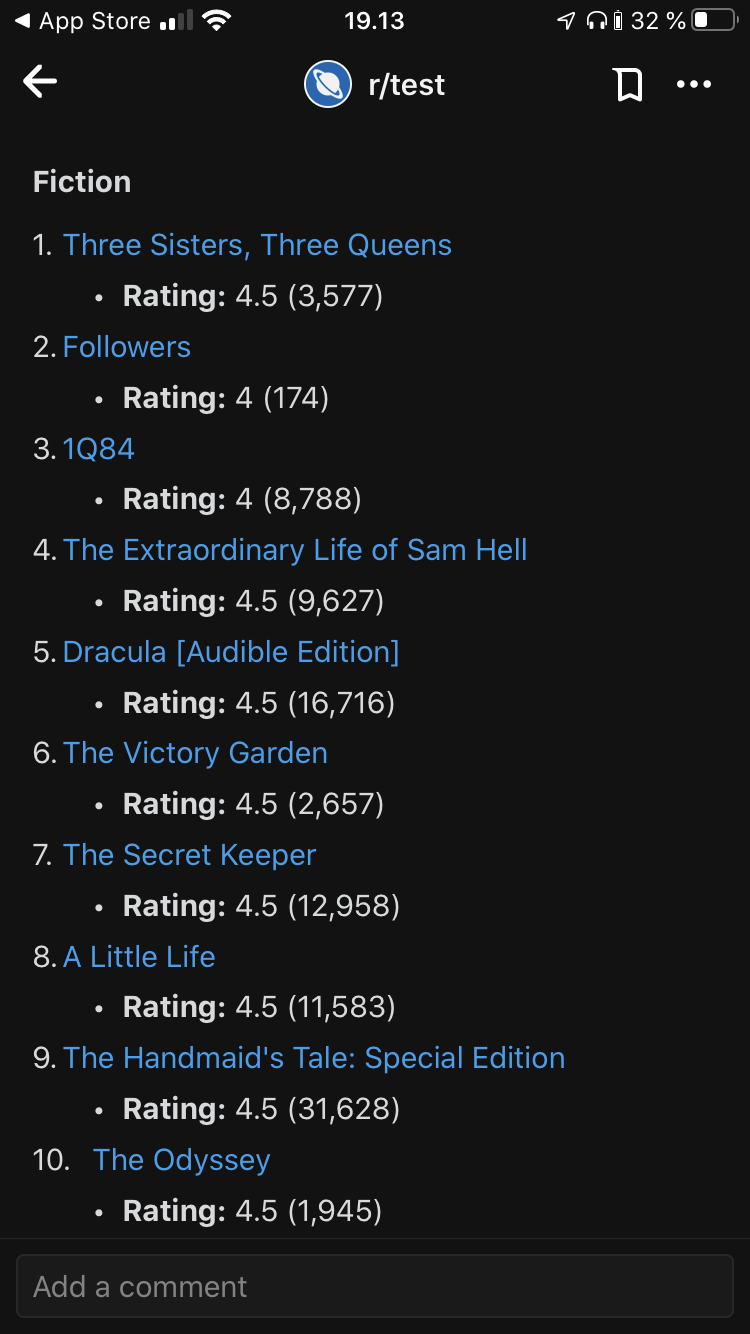 App Store 19.13 32 %
r/test
Fiction
1. Three Sisters, Three Queens
• Rating: 4.5 (3,577)
2. Followers
• Rating: 4 (174)
3. 1Q84
• Rating: 4 (8,788)
4. The Extraordinary Life of Sam Hell
• Rating: 4.5 (9,627)
5. Dracula [Audible Edition]
• Rating: 4.5 (16,716)
6. The Victory Garden
• Rating: 4.5 (2,657)
7. The Secret Keeper
• Rating: 4.5 (12,958)
8. A Little Life
• Rating: 4.5 (11,583)
9. The Handmaid's Tale: Special Edition
• Rating: 4.5 (31,628)
10. The Odyssey
• Rating: 4.5 (1,945)
Add a comment